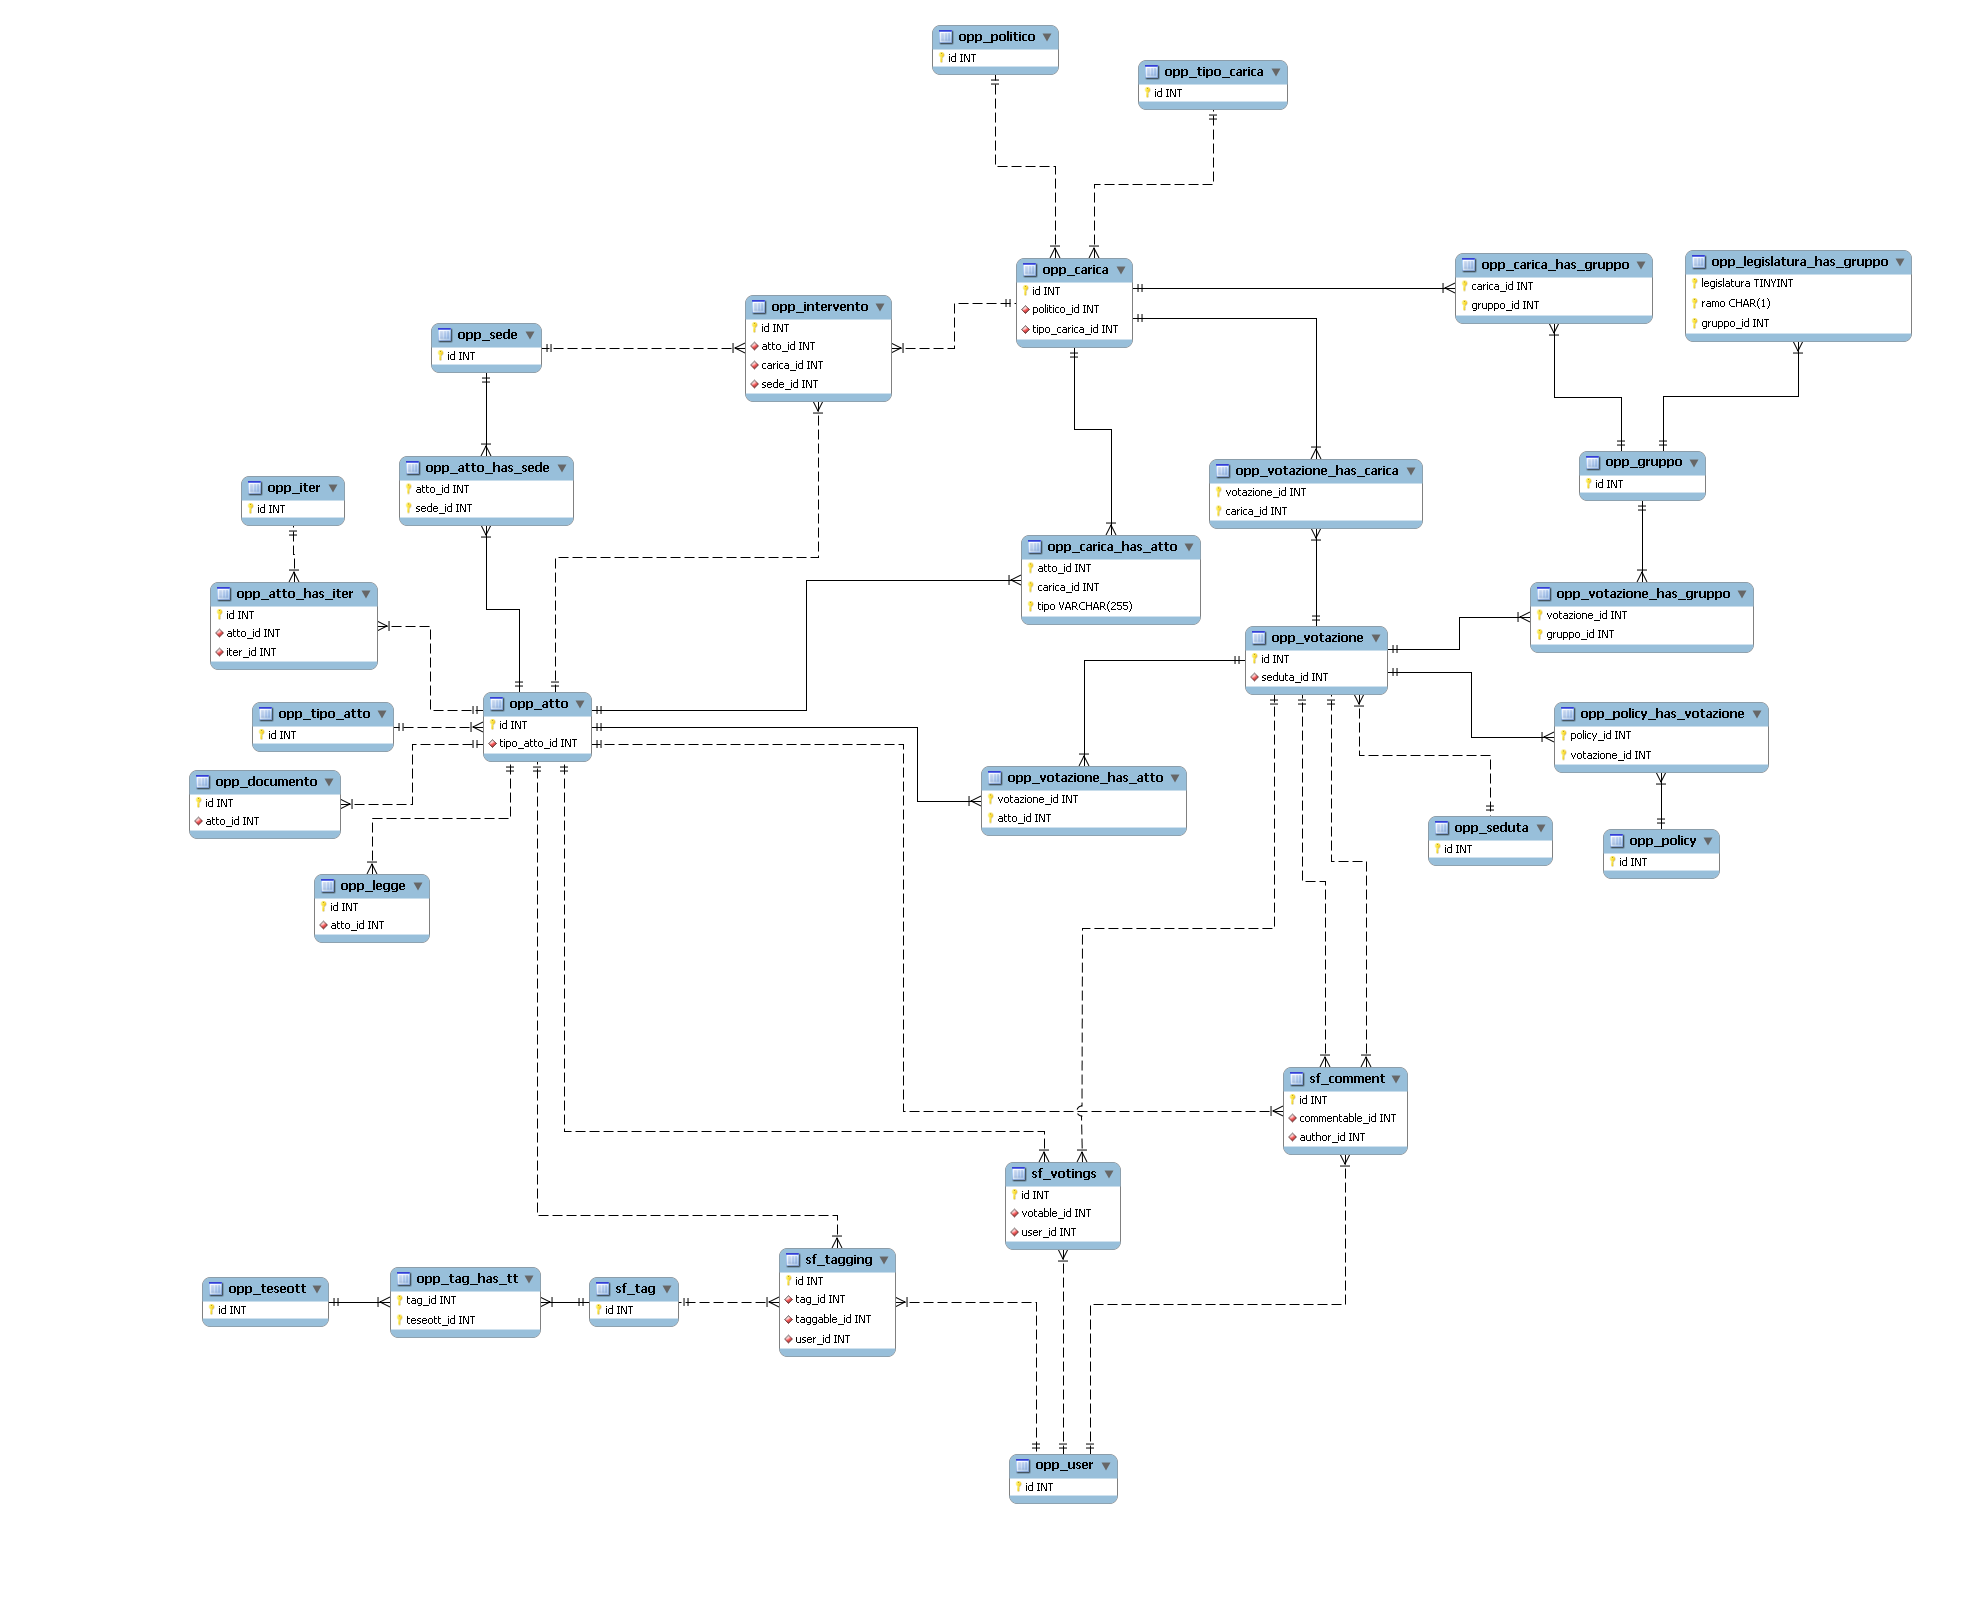 opp_politico
id INT
opp_tipo_carica
id INT
opp_carica
id INT
politico_id INT
tipo_carica_id INT
opp_carica_has_gruppo
carica_id INT
gruppo_id INT
opp_legislatura_has_gruppo
legislatura TINYINT
ramo CHAR(1)
gruppo_id INT
opp_intervento
id INT
atto_id INT
carica_id INT
sede_id INT
opp_sede
id INT
opp_atto_has_sede
atto_id INT
sede_id INT
opp_votazione_has_carica
votazione_id INT
carica_id INT
opp_gruppo
id INT
opp_iter
id INT
opp_carica_has_atto
atto_id INT
carica_id INT
tipo VARCHAR(255)
opp_atto_has_iter
id INT
atto_id INT
iter_id INT
opp_votazione_has_gruppo
votazione_id INT
gruppo_id INT
opp_votazione
id INT
seduta_id INT
opp_atto
id INT
tipo_atto_id INT
opp_tipo_atto
id INT
opp_policy_has_votazione
policy_id INT
votazione_id INT
opp_documento
id INT
atto_id INT
opp_votazione_has_atto
votazione_id INT
atto_id INT
opp_seduta
id INT
opp_policy
id INT
opp_legge
id INT
atto_id INT
sf_comment
id INT
commentable_id INT
author_id INT
sf_votings
id INT
votable_id INT
user_id INT
sf_tagging
id INT
tag_id INT
taggable_id INT
user_id INT
opp_teseott
id INT
opp_tag_has_tt
tag_id INT
teseott_id INT
sf_tag
id INT
opp_user
id INT